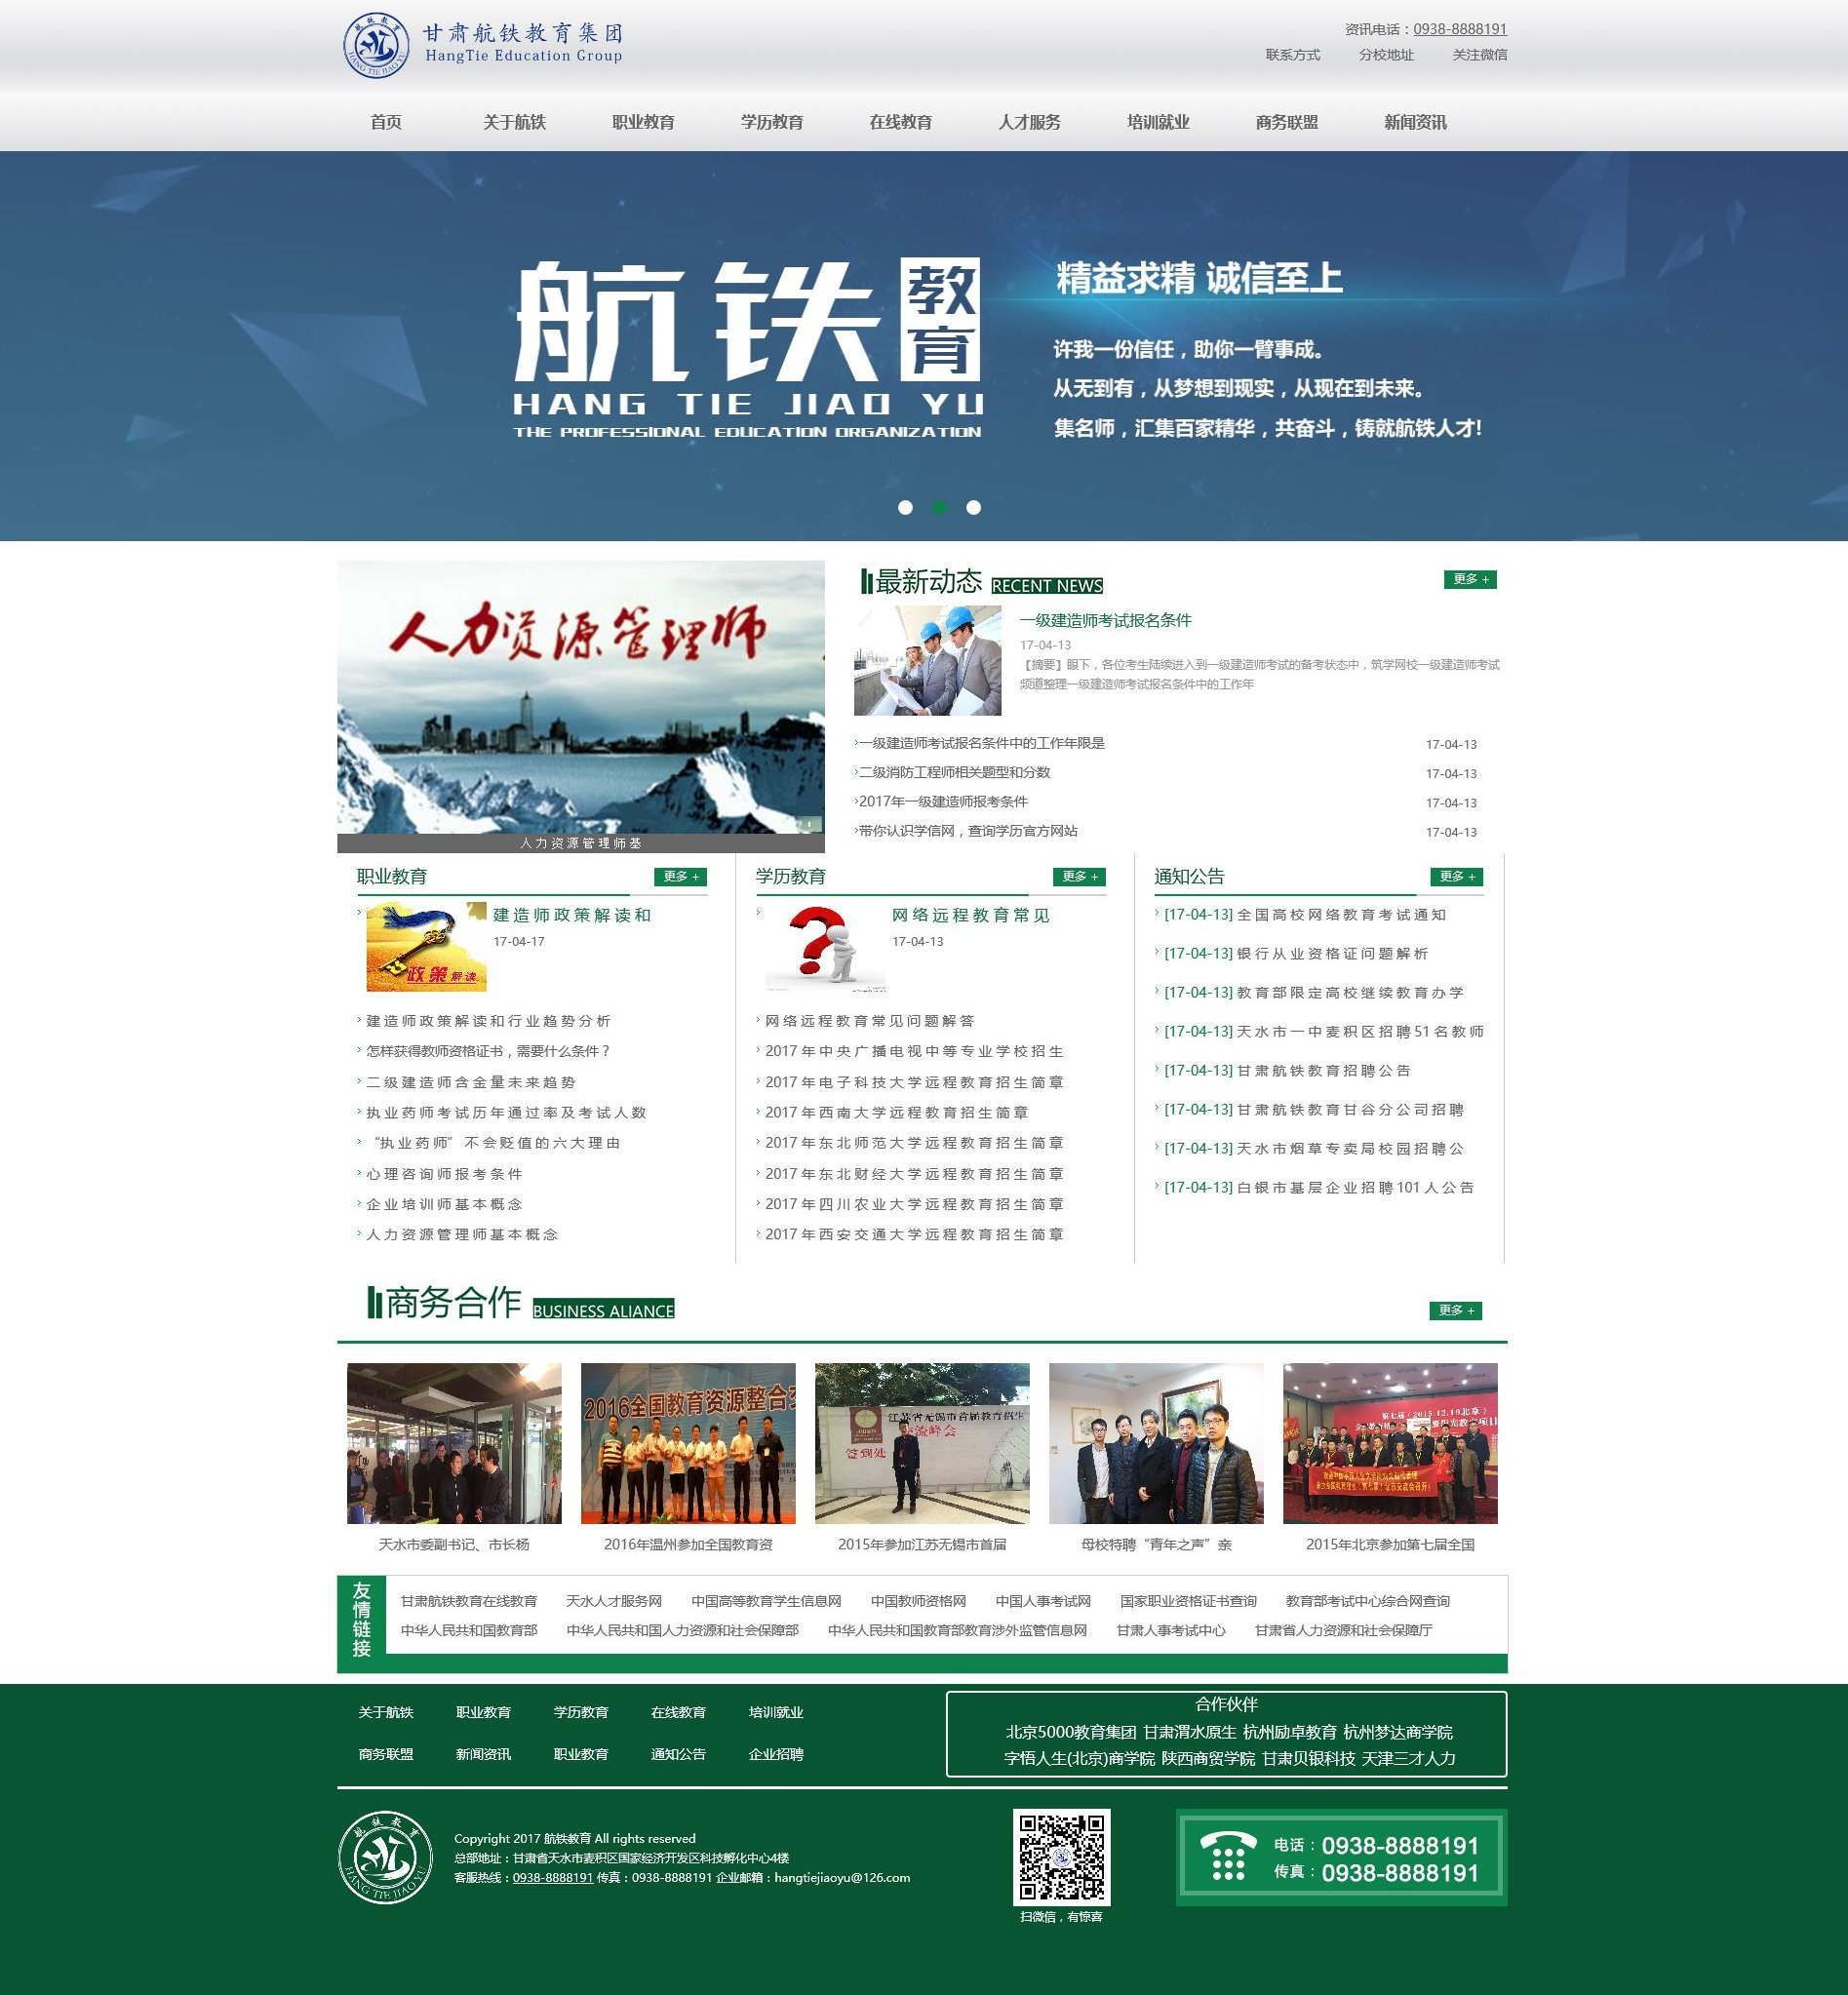 甘肃航铁教育集团
HangTie Education Group
资讯电话：0938-8888191
联系方式 分校地址 关注微信
首页 关于航铁 职业教育 学历教育 在线教育 人才服务 培训就业 商务联盟 新闻资讯
航铁教育
HANG TIE JIAO YU
THE PROFESSIONAL EDUCATION ORGANIZATION
精益求精 诚信至上
许我一份信任，助你一臂事成。
从无到有，从梦想到现实，从现在到未来。
集名师，汇集百家精华，共奋斗，铸就航铁人才!
人力资源管理师
人力资源管理师基
最新动态 RECENT NEWS
更多 +
一级建造师考试报名条件
17-04-13
【摘要】眼下，各位考生陆续进入到一级建造师考试的备考状态中，筑学网校一级建造师考试
频道整理一级建造师考试报名条件中的工作年
一级建造师考试报名条件中的工作年限是 17-04-13
二级消防工程师相关题型和分数 17-04-13
2017年一级建造师报考条件 17-04-13
带你认识学信网，查询学历官方网站 17-04-13
职业教育 更多 +
政策解读
建造师政策解读和
17-04-17
建造师政策解读和行业趋势分析
怎样获得教师资格证书，需要什么条件？
二级建造师含金量未来趋势
执业药师考试历年通过率及考试人数
“执业药师” 不会贬值的六大理由
心理咨询师报考条件
企业培训师基本概念
人力资源管理师基本概念
学历教育 更多 +
网络远程教育常见
17-04-13
网络远程教育常见问题解答
2017年中央广播电视中等专业学校招生
2017年电子科技大学远程教育招生简章
2017年西南大学远程教育招生简章
2017年东北师范大学远程教育招生简章
2017年东北财经大学远程教育招生简章
2017年四川农业大学远程教育招生简章
2017年西安交通大学远程教育招生简章
通知公告 更多 +
[17-04-13] 全国高校网络教育考试通知
[17-04-13] 银行从业资格证问题解析
[17-04-13] 教育部限定高校继续教育办学
[17-04-13] 天水市一中麦积区招聘51名教师
[17-04-13] 甘肃航铁教育招聘公告
[17-04-13] 甘肃航铁教育甘谷分公司招聘
[17-04-13] 天水市烟草专卖局校园招聘公
[17-04-13] 白银市基层企业招聘101人公告
商务合作 BUSINESS ALIANCE
更多 +
2016全国教育资源整合
江苏省无锡市首届教育招生
签到处
天水市委副书记、市长杨
2016年温州参加全国教育资
2015年参加江苏无锡市首届
母校特聘“青年之声”亲
2015年北京参加第七届全国
友情链接
甘肃航铁教育在线教育 天水人才服务网 中国高等教育学生信息网 中国教师资格网 中国人事考试网 国家职业资格证书查询 教育部考试中心综合网查询
中华人民共和国教育部 中华人民共和国人力资源和社会保障部 中华人民共和国教育部教育涉外监管信息网 甘肃人事考试中心 甘肃省人力资源和社会保障厅
关于航铁 职业教育 学历教育 在线教育 培训就业
商务联盟 新闻资讯 职业教育 通知公告 企业招聘
合作伙伴
北京5000教育集团 甘肃渭水原生 杭州励卓教育 杭州梦达商学院
字悟人生(北京)商学院 陕西商贸学院 甘肃贝银科技 天津三才人力
航铁教育
HANG TIE JIAO YU
Copyright 2017 航铁教育 All rights reserved
总部地址：甘肃省天水市麦积区国家经济开发区科技孵化中心4楼
客服热线：0938-8888191 传真：0938-8888191 企业邮箱：hangtiejiaoyu@126.com
扫微信，有惊喜
电话：0938-8888191
传真：0938-8888191